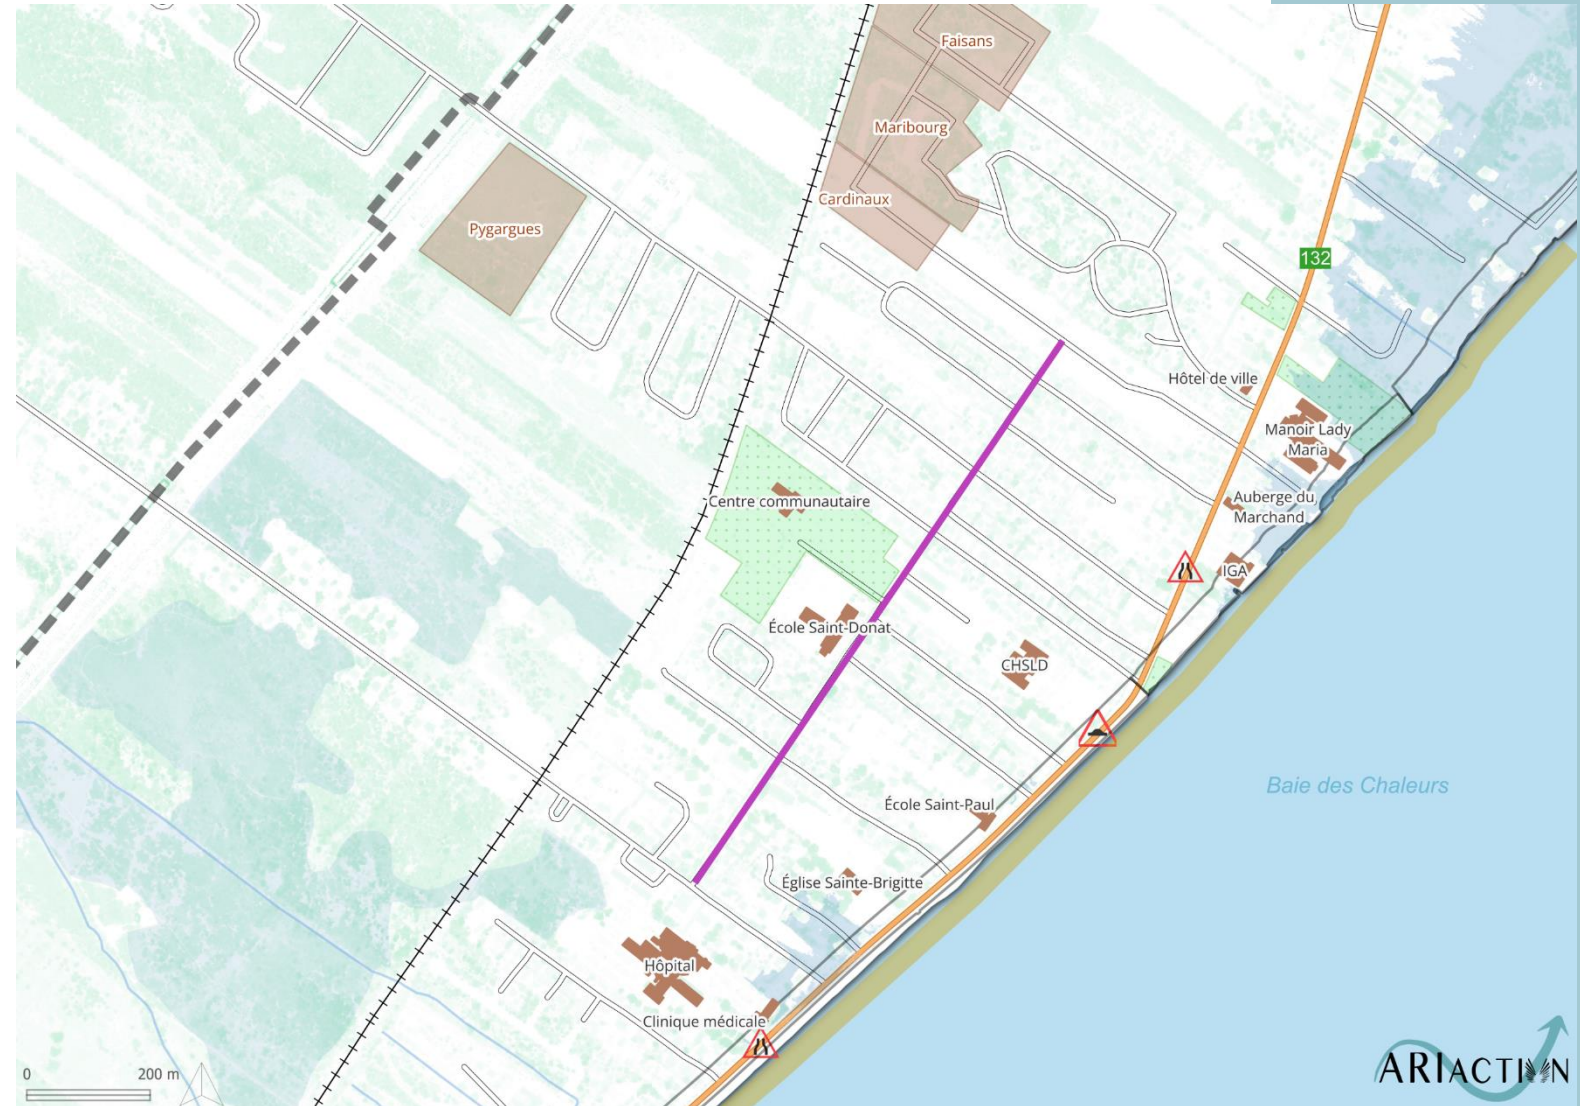 Faisans
Maribourg
Cardinaux
Pygargues
132
Hôtel de ville
Manoir Lady
Maria
Centre communautaire
Auberge du
Marchand
IGA
École Saint-Donat
CHSLD
Baie des Chaleurs
École Saint-Paul
Église Sainte-Brigitte
Hôpital
Clinique médicale
0 200 m
ARIACTION